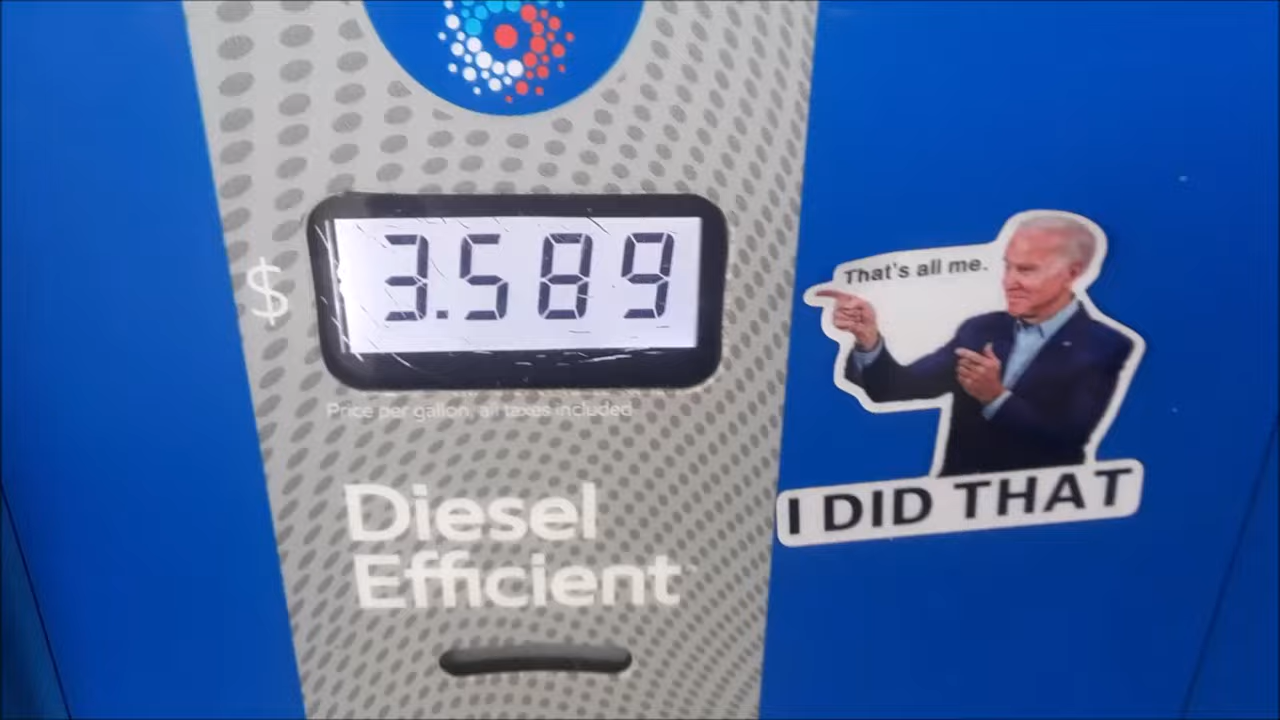 $ 3.589
Price per gallon, all taxes included
Diesel
Efficient
That's all me.
I DID THAT